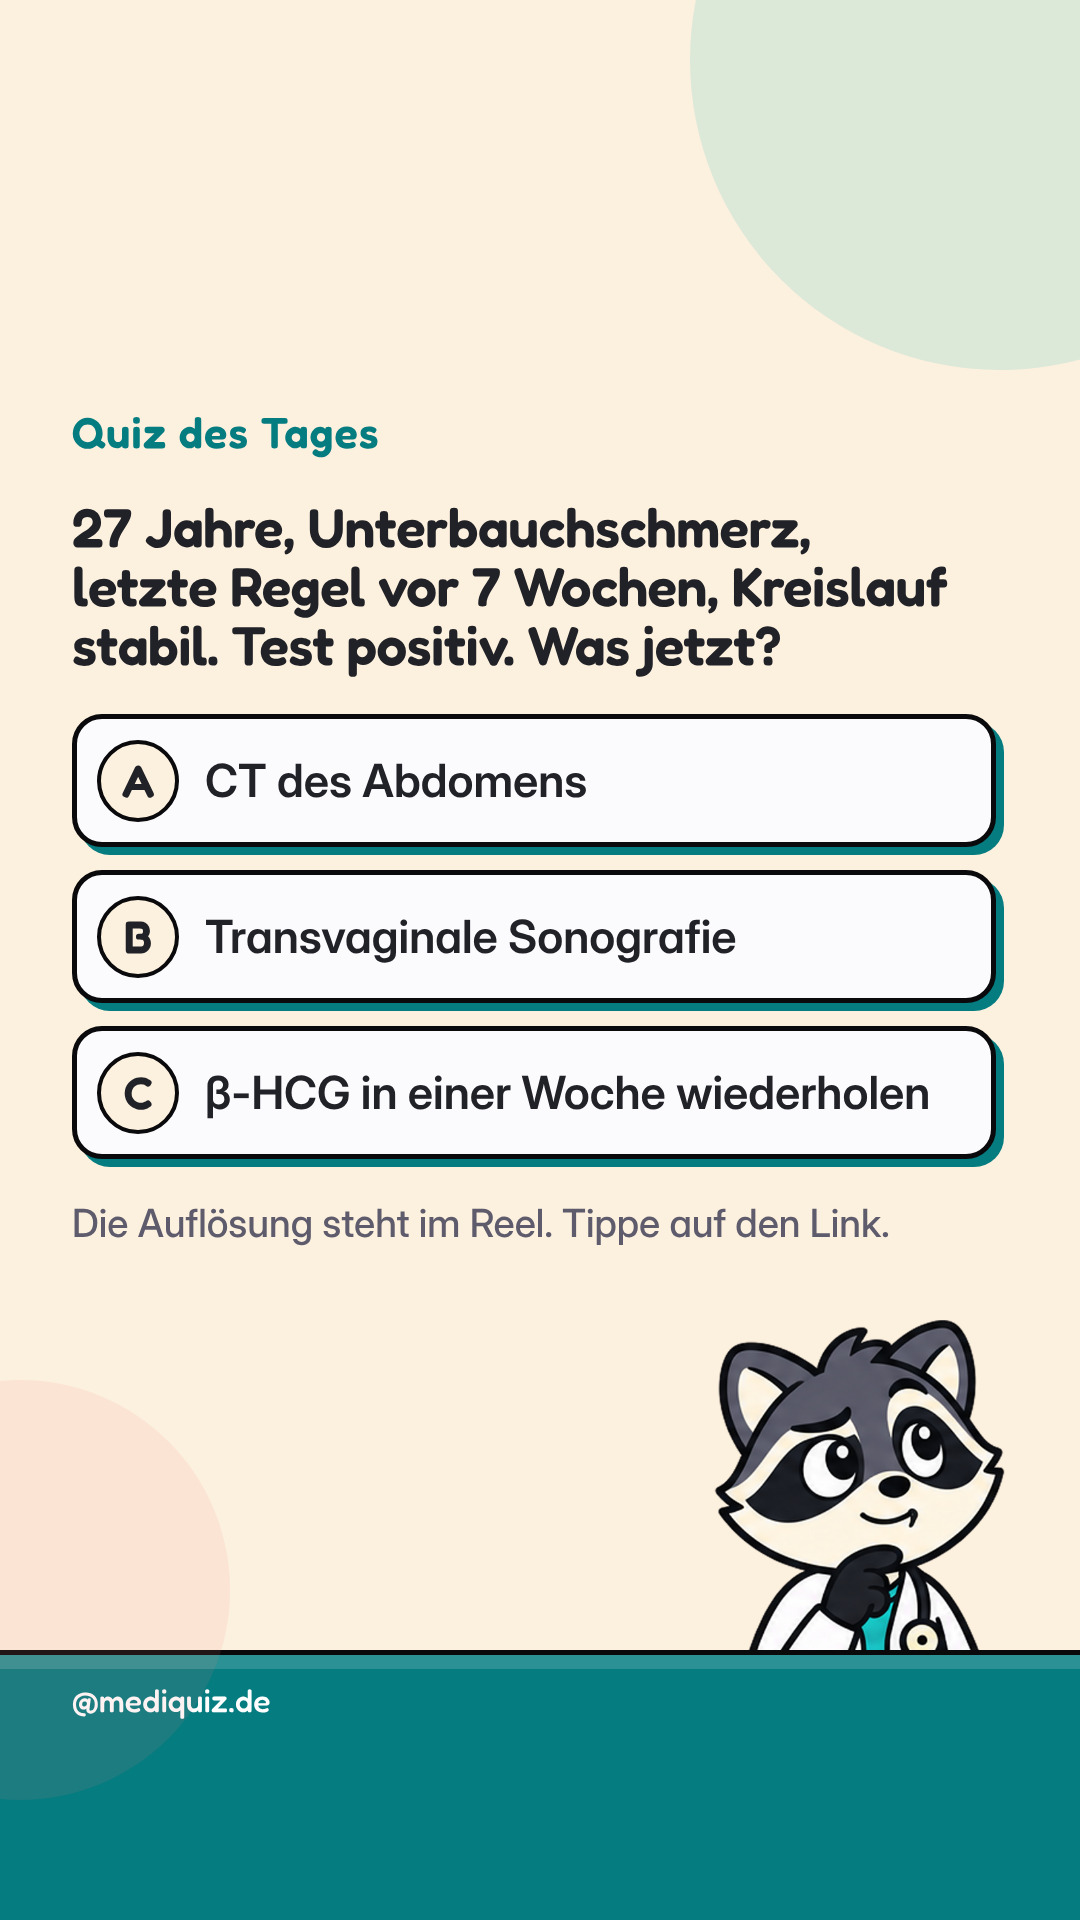 Quiz des Tages
27 Jahre, Unterbauchschmerz,
letzte Regel vor 7 Wochen, Kreislauf
stabil. Test positiv. Was jetzt?
A CT des Abdomens
B Transvaginale Sonografie
C β-HCG in einer Woche wiederholen
Die Auflösung steht im Reel. Tippe auf den Link.
@mediquiz.de